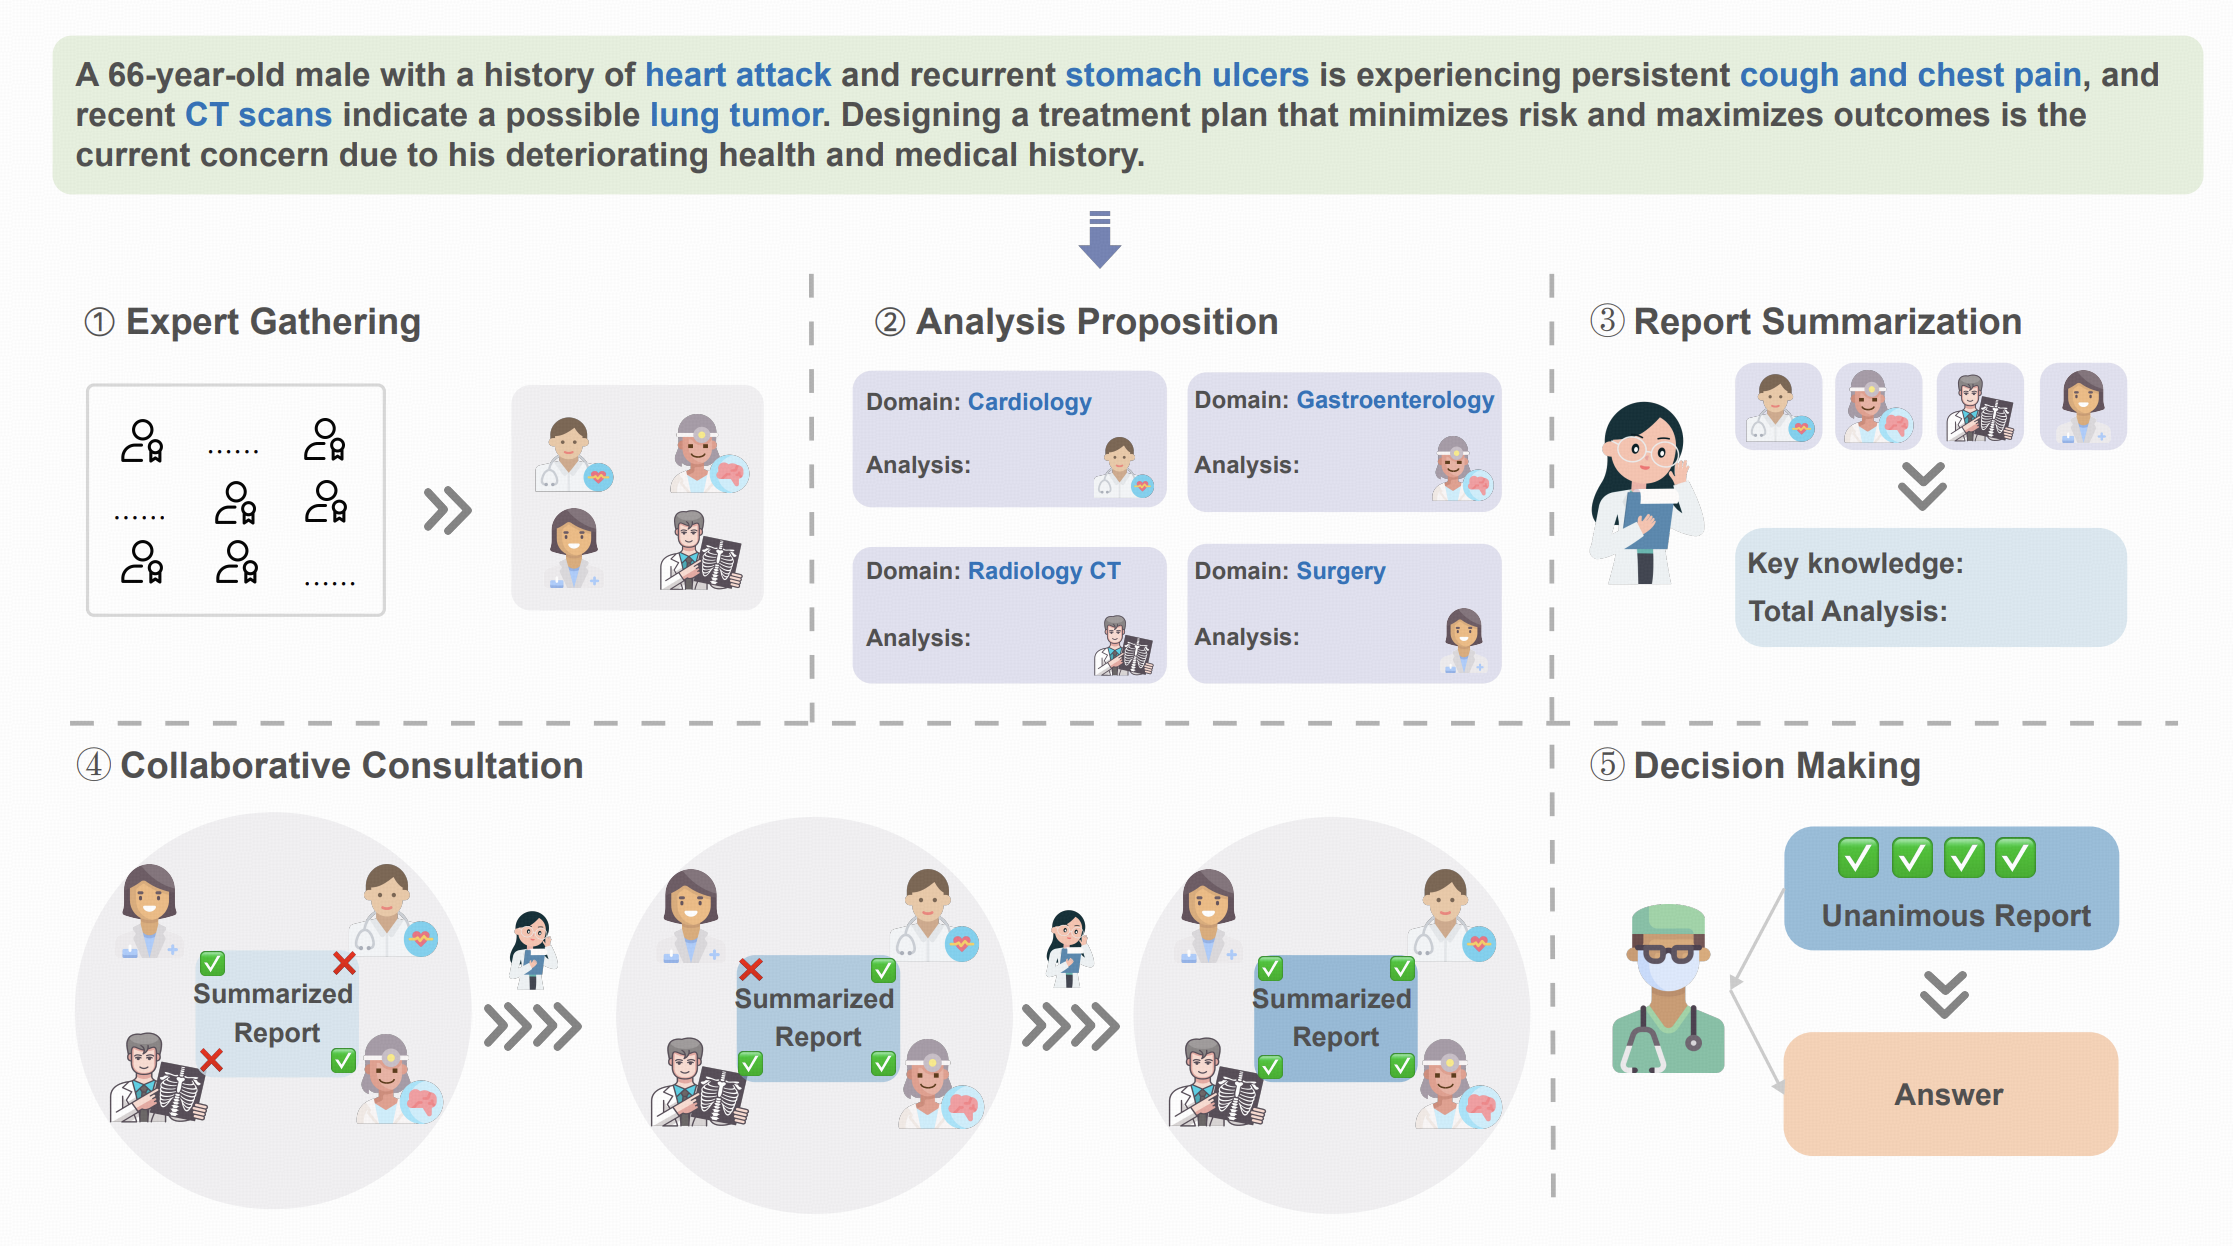 A 66-year-old male with a history of heart attack and recurrent stomach ulcers is experiencing persistent cough and chest pain, and
recent CT scans indicate a possible lung tumor. Designing a treatment plan that minimizes risk and maximizes outcomes is the
current concern due to his deteriorating health and medical history.
① Expert Gathering
......
......
......
② Analysis Proposition
Domain: Cardiology
Analysis:
Domain: Gastroenterology
Analysis:
Domain: Radiology CT
Analysis:
Domain: Surgery
Analysis:
③ Report Summarization
Key knowledge:
Total Analysis:
④ Collaborative Consultation
Summarized
Report
Summarized
Report
Summarized
Report
⑤ Decision Making
Unanimous Report
Answer